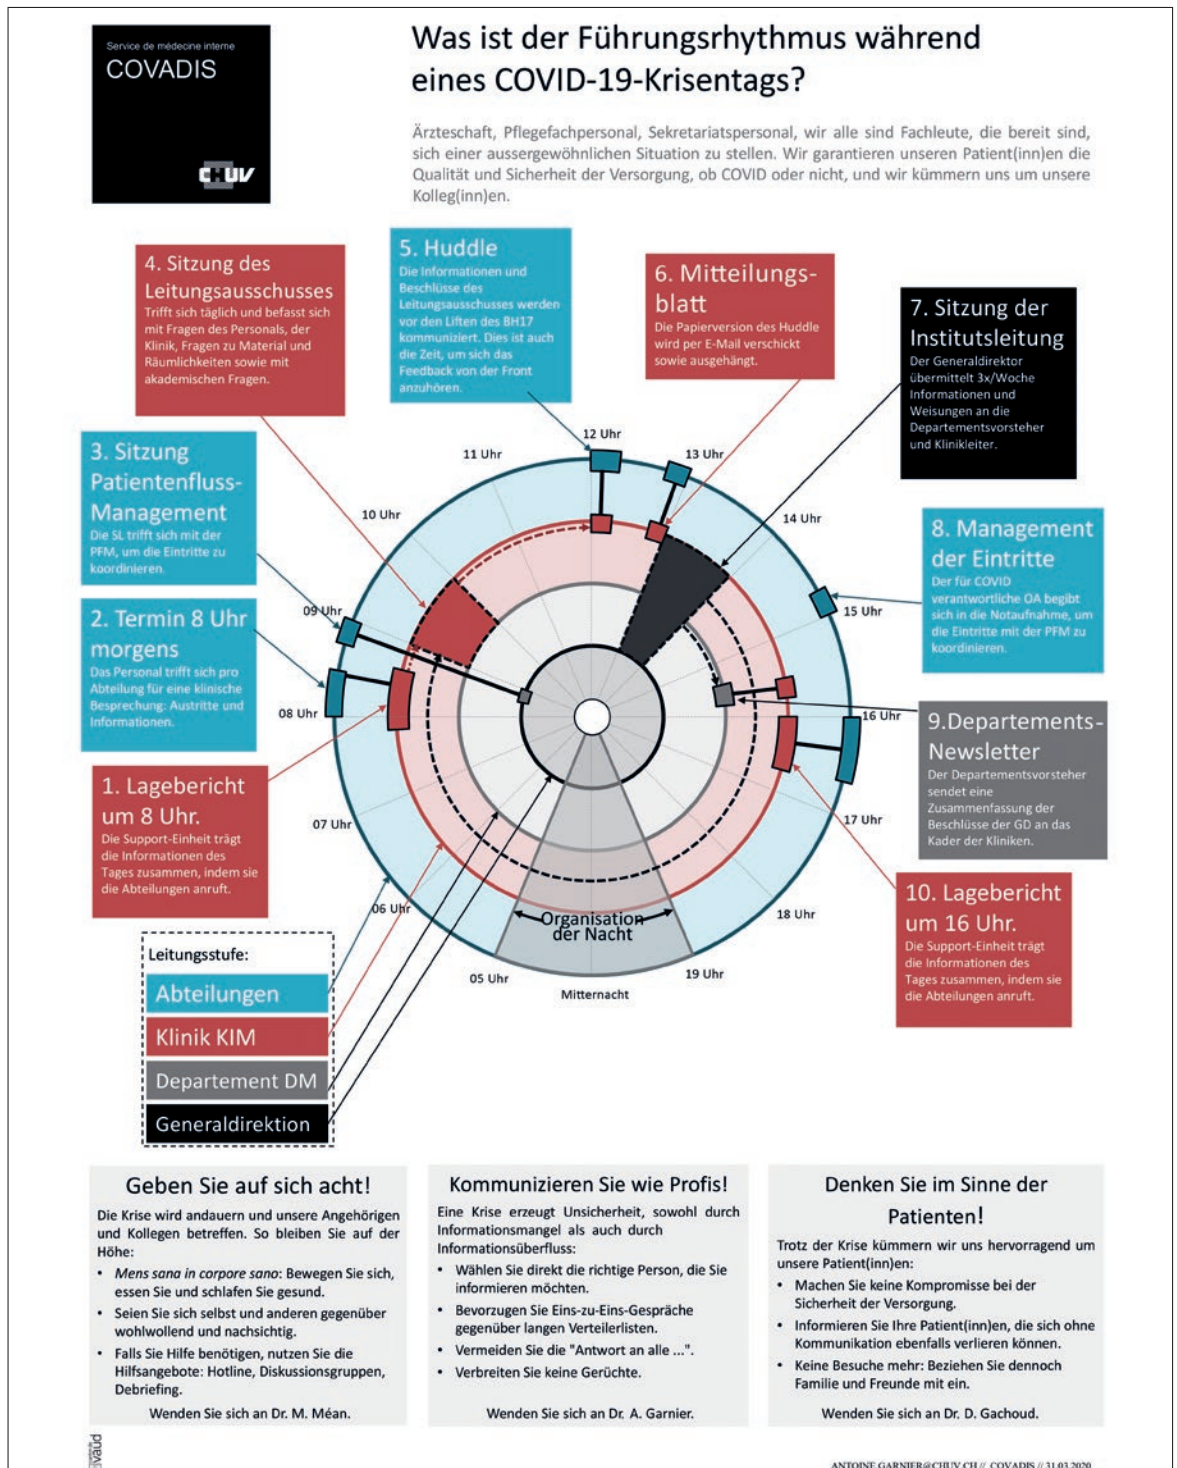 Service de médecine interne
COVADIS
CHUV
Was ist der Führungsrhythmus während
eines COVID-19-Krisentags?
Ärzteschaft, Pflegefachpersonal, Sekretariatspersonal, wir alle sind Fachleute, die bereit sind,
sich einer aussergewöhnlichen Situation zu stellen. Wir garantieren unseren Patient(inn)en die
Qualität und Sicherheit der Versorgung, ob COVID oder nicht, und wir kümmern uns um unsere
Kolleg(inn)en.
4. Sitzung des
Leitungsausschusses
Trifft sich täglich und befasst sich
mit Fragen des Personals, der
Klinik, Fragen zu Material und
Räumlichkeiten sowie mit
akademischen Fragen.
5. Huddle
Die Informationen und
Beschlüsse des
Leitungsausschusses werden
vor den Liften des BH17
kommuniziert. Dies ist auch
die Zeit, um sich das
Feedback von der Front
anzuhören.
6. Mitteilungs-
blatt
Die Papierversion des Huddle
wird per E-Mail verschickt
sowie ausgehängt.
7. Sitzung der
Institutsleitung
Der Generaldirektor
übermittelt 3x/Woche
Informationen und
Weisungen an die
Departementsvorsteher
und Klinikleiter.
3. Sitzung
Patientenfluss-
Management
Die SL trifft sich mit der
PFM, um die Eintritte zu
koordinieren.
2. Termin 8 Uhr
morgens
Das Personal trifft sich pro
Abteilung für eine klinische
Besprechung: Austritte und
Informationen.
1. Lagebericht
um 8 Uhr.
Die Support-Einheit trägt
die Informationen des
Tages zusammen, indem sie
die Abteilungen anruft.
8. Management
der Eintritte
Der für COVID
verantwortliche OA begibt
sich in die Notaufnahme, um
die Eintritte mit der PFM zu
koordinieren.
9.Departements-
Newsletter
Der Departementsvorsteher
sendet eine
Zusammenfassung der
Beschlüsse der GD an das
Kader der Kliniken.
10. Lagebericht
um 16 Uhr.
Die Support-Einheit trägt
die Informationen des
Tages zusammen, indem sie
die Abteilungen anruft.
12 Uhr
13 Uhr
11 Uhr
10 Uhr
14 Uhr
09 Uhr
15 Uhr
08 Uhr
16 Uhr
07 Uhr
17 Uhr
06 Uhr
18 Uhr
05 Uhr
19 Uhr
Organisation
der Nacht
Mitternacht
Leitungsstufe:
Abteilungen
Klinik KIM
Departement DM
Generaldirektion
Geben Sie auf sich acht!
Die Krise wird andauern und unsere Angehörigen
und Kollegen betreffen. So bleiben Sie auf der
Höhe:
• Mens sana in corpore sano: Bewegen Sie sich,
essen Sie und schlafen Sie gesund.
• Seien Sie sich selbst und anderen gegenüber
wohlwollend und nachsichtig.
• Falls Sie Hilfe benötigen, nutzen Sie die
Hilfsangebote: Hotline, Diskussionsgruppen,
Debriefing.
Wenden Sie sich an Dr. M. Méan.
Kommunizieren Sie wie Profis!
Eine Krise erzeugt Unsicherheit, sowohl durch
Informationsmangel als auch durch
Informationsüberfluss:
• Wählen Sie direkt die richtige Person, die Sie
informieren möchten.
• Bevorzugen Sie Eins-zu-Eins-Gespräche
gegenüber langen Verteilerlisten.
• Vermeiden Sie die "Antwort an alle ...".
• Verbreiten Sie keine Gerüchte.
Wenden Sie sich an Dr. A. Garnier.
Denken Sie im Sinne der
Patienten!
Trotz der Krise kümmern wir uns hervorragend um
unsere Patient(inn)en:
• Machen Sie keine Kompromisse bei der
Sicherheit der Versorgung.
• Informieren Sie Ihre Patient(inn)en, die sich ohne
Kommunikation ebenfalls verlieren können.
• Keine Besuche mehr: Beziehen Sie dennoch
Familie und Freunde mit ein.
Wenden Sie sich an Dr. D. Gachoud.
vaud
ANTOINE.GARNIER@CHUV.CH // COVADIS // 31.03.2020